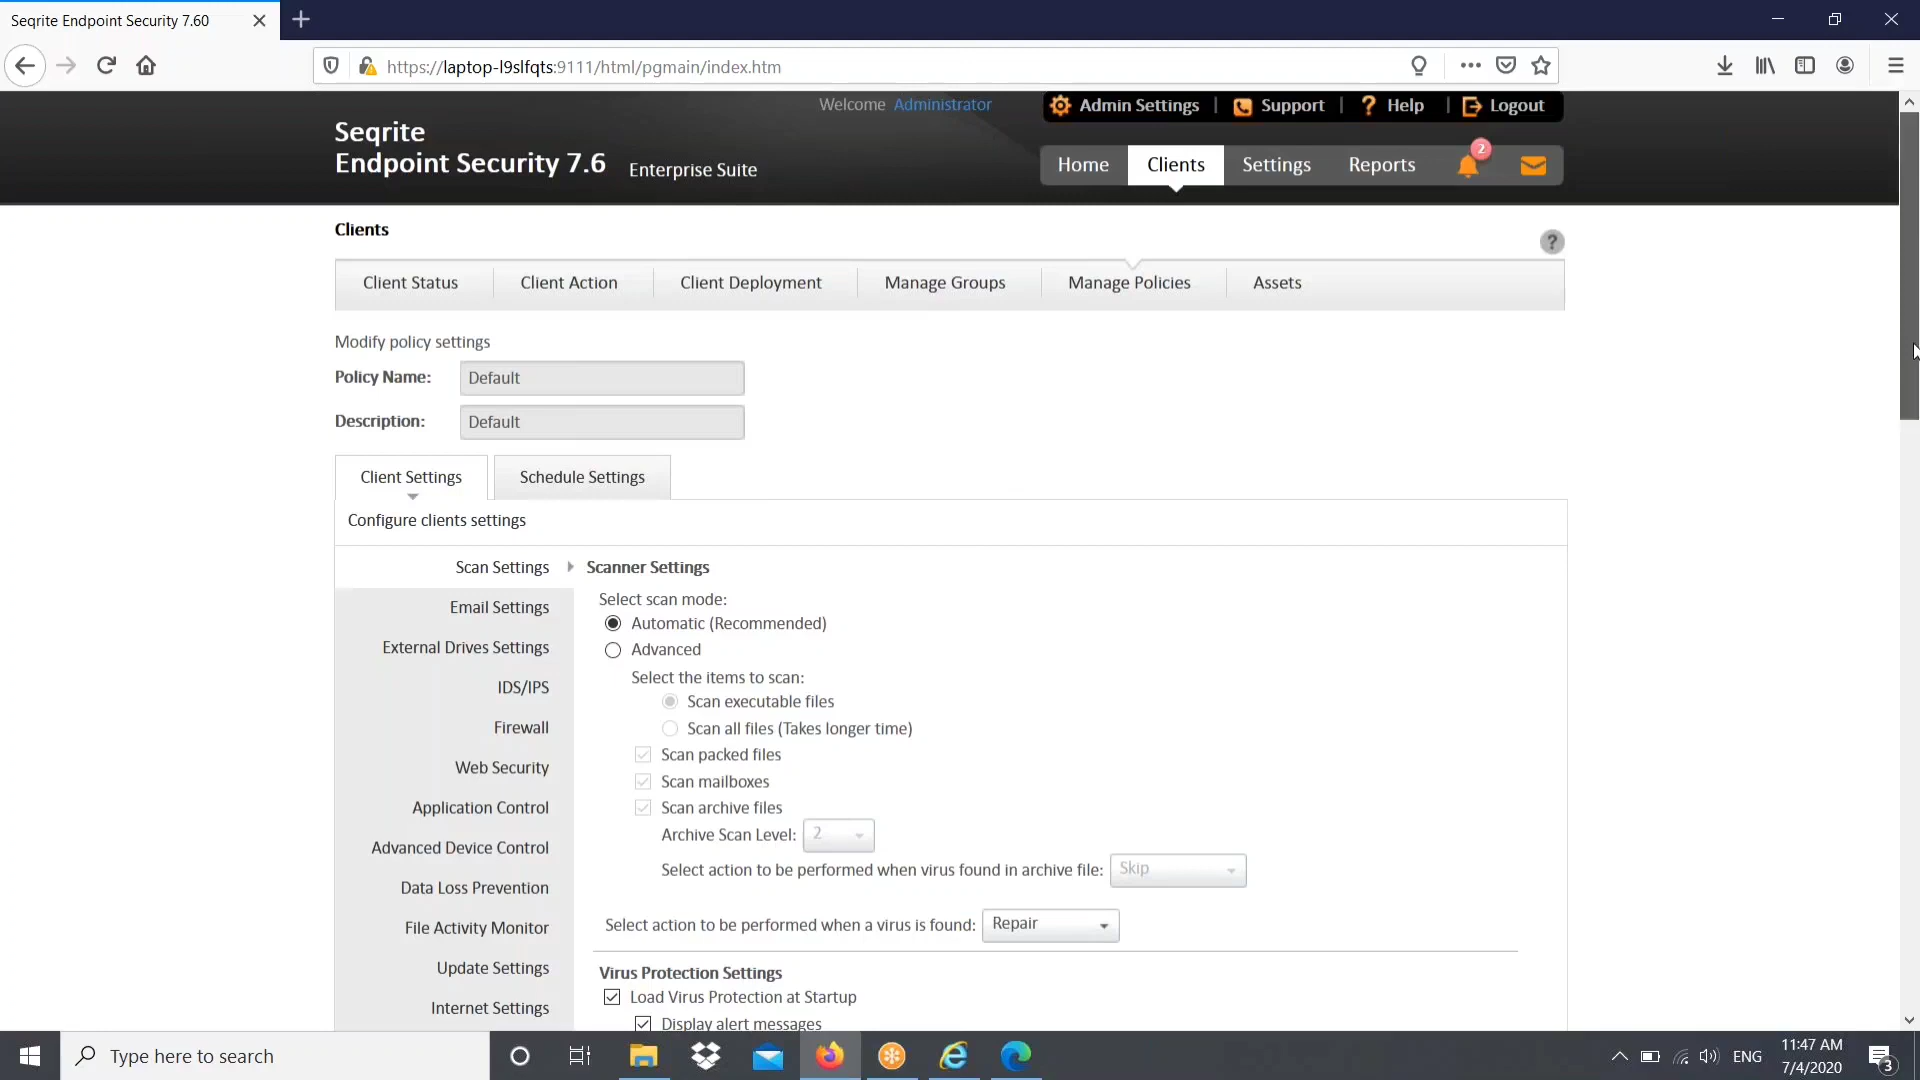 Seqrite Endpoint Security 7.60
https://laptop-l9slfqts:9111/html/pgmain/index.htm
Welcome Administrator
Admin Settings | Support | Help | Logout
Seqrite
Endpoint Security 7.6 Enterprise Suite
Home Clients Settings Reports 2
Clients
?
Client Status Client Action Client Deployment Manage Groups Manage Policies Assets
Modify policy settings
Policy Name: Default
Description: Default
Client Settings Schedule Settings
Configure clients settings
Scan Settings
Email Settings
External Drives Settings
IDS/IPS
Firewall
Web Security
Application Control
Advanced Device Control
Data Loss Prevention
File Activity Monitor
Update Settings
Internet Settings
Scanner Settings
Select scan mode:
Automatic (Recommended)
Advanced
Select the items to scan:
Scan executable files
Scan all files (Takes longer time)
Scan packed files
Scan mailboxes
Scan archive files
Archive Scan Level: 2
Select action to be performed when virus found in archive file: Skip
Select action to be performed when a virus is found: Repair
Virus Protection Settings
Load Virus Protection at Startup
Display alert messages
Type here to search
ENG
11:47 AM
7/4/2020
3